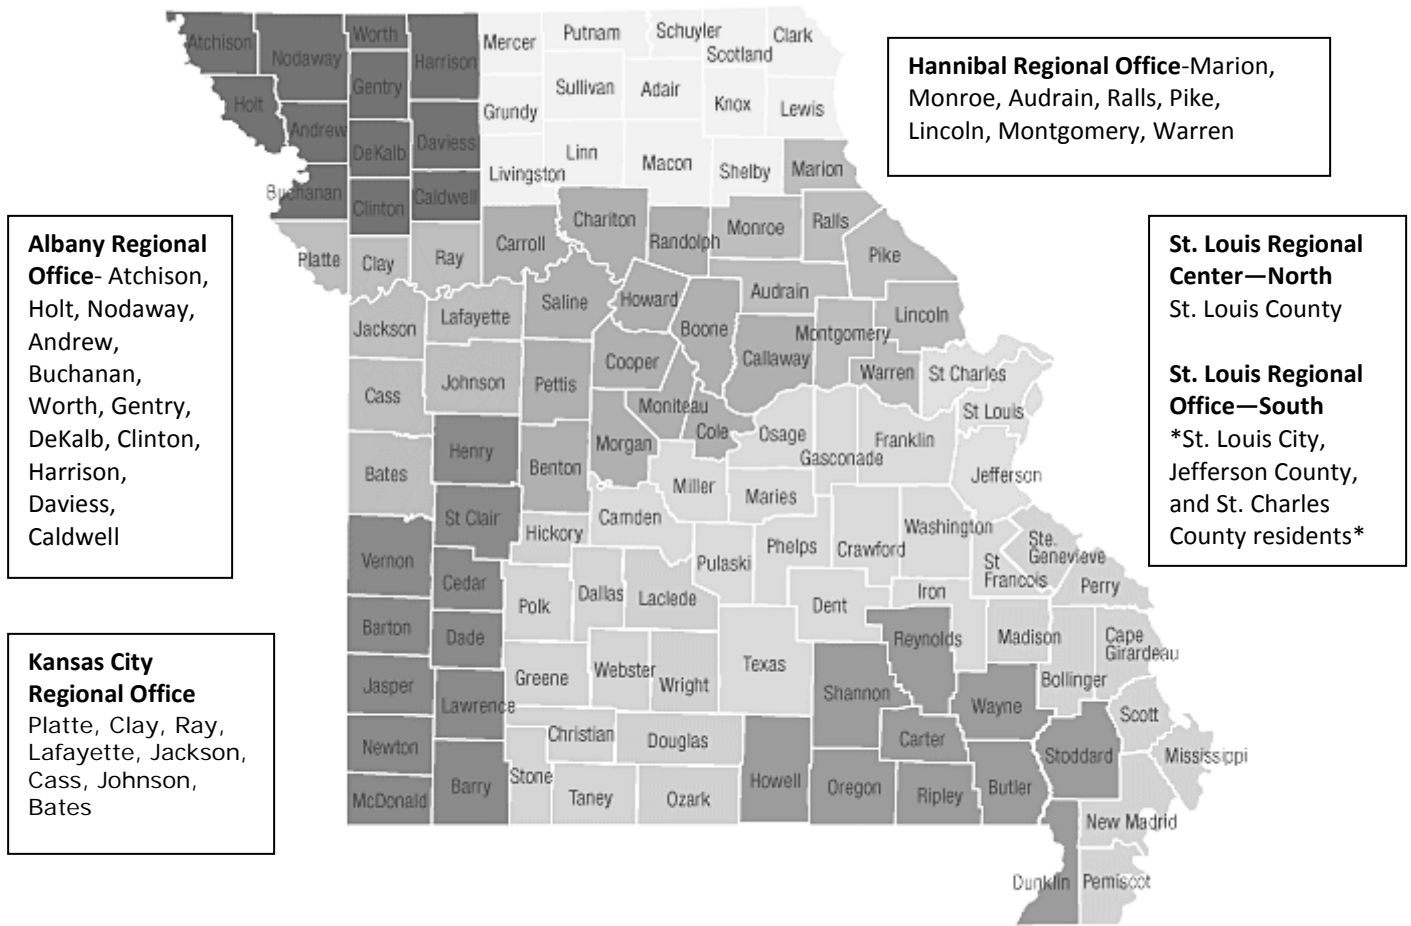 Atchison
Nodaway
Worth
Harrison
Mercer
Putnam
Schuyler
Scotland
Clark
Holt
Gentry
Andrew
DeKalb
Daviess
Grundy
Sullivan
Adair
Knox
Lewis
Buchanan
Clinton
Caldwell
Livingston
Linn
Macon
Shelby
Marion
Platte
Clay
Ray
Carroll
Chariton
Randolph
Monroe
Ralls
Pike
Jackson
Lafayette
Saline
Howard
Boone
Audrain
Callaway
Montgomery
Lincoln
Warren
St Charles
St Louis
Cass
Johnson
Pettis
Cooper
Moniteau
Morgan
Cole
Osage
Gasconade
Franklin
Jefferson
Bates
Henry
Benton
Miller
Maries
St Clair
Hickory
Camden
Pulaski
Phelps
Crawford
Washington
St
Francois
Ste.
Genevieve
Perry
Vernon
Cedar
Polk
Dallas
Laclede
Dent
Iron
Madison
Cape
Girardeau
Barton
Dade
Greene
Webster
Wright
Texas
Reynolds
Bollinger
Jasper
Lawrence
Shannon
Wayne
Scott
Newton
Christian
Douglas
Carter
Stoddard
Mississippi
McDonald
Barry
Stone
Taney
Ozark
Howell
Oregon
Ripley
Butler
New Madrid
Dunklin
Pemiscot
Hannibal Regional Office-Marion,
Monroe, Audrain, Ralls, Pike,
Lincoln, Montgomery, Warren
Albany Regional
Office- Atchison,
Holt, Nodaway,
Andrew,
Buchanan,
Worth, Gentry,
DeKalb, Clinton,
Harrison,
Daviess,
Caldwell
St. Louis Regional
Center—North
St. Louis County
St. Louis Regional
Office—South
*St. Louis City,
Jefferson County,
and St. Charles
County residents*
Kansas City
Regional Office
Platte, Clay, Ray,
Lafayette, Jackson,
Cass, Johnson,
Bates